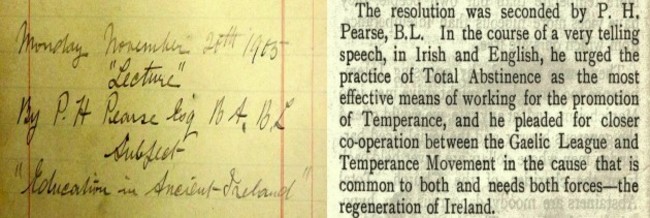 Monday November 20th 1905
"Lecture"
By P. H Pearse Esq B A, B. L
Subject
"Education in Ancient Ireland"
The resolution was seconded by P. H.
Pearse, B.L. In the course of a very telling
speech, in Irish and English, he urged the
practice of Total Abstinence as the most
effective means of working for the promotion
of Temperance, and he pleaded for closer
co-operation between the Gaelic League and
Temperance Movement in the cause that is
common to both and needs both forces—the
regeneration of Ireland.